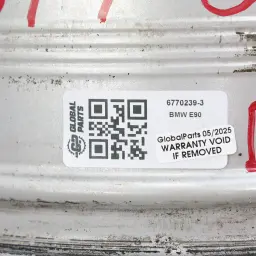 GLOBAL
PARTS
6770239-3
BMW E90
GlobalParts 05/2025
WARRANTY VOID
IF REMOVED